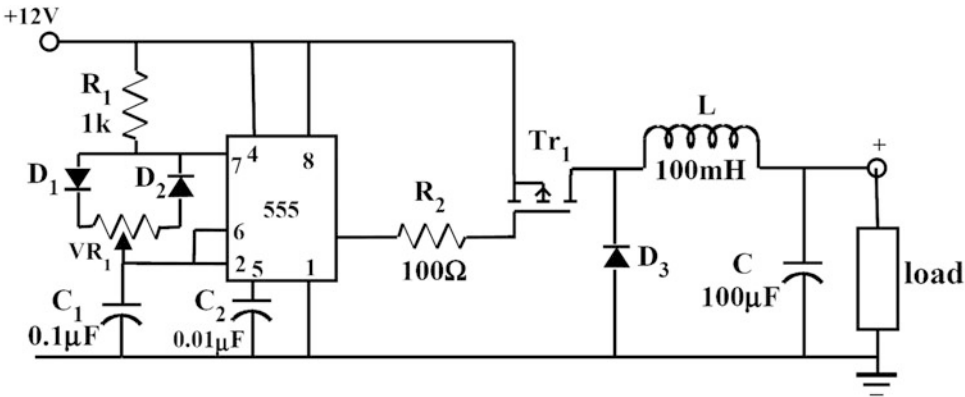 +12V
R1
1k
D1
D2
VR1
C1
0.1μF
7
4
8
555
6
2
5
1
C2
0.01μF
R2
100Ω
Tr1
L
100mH
D3
C
100μF
+
load